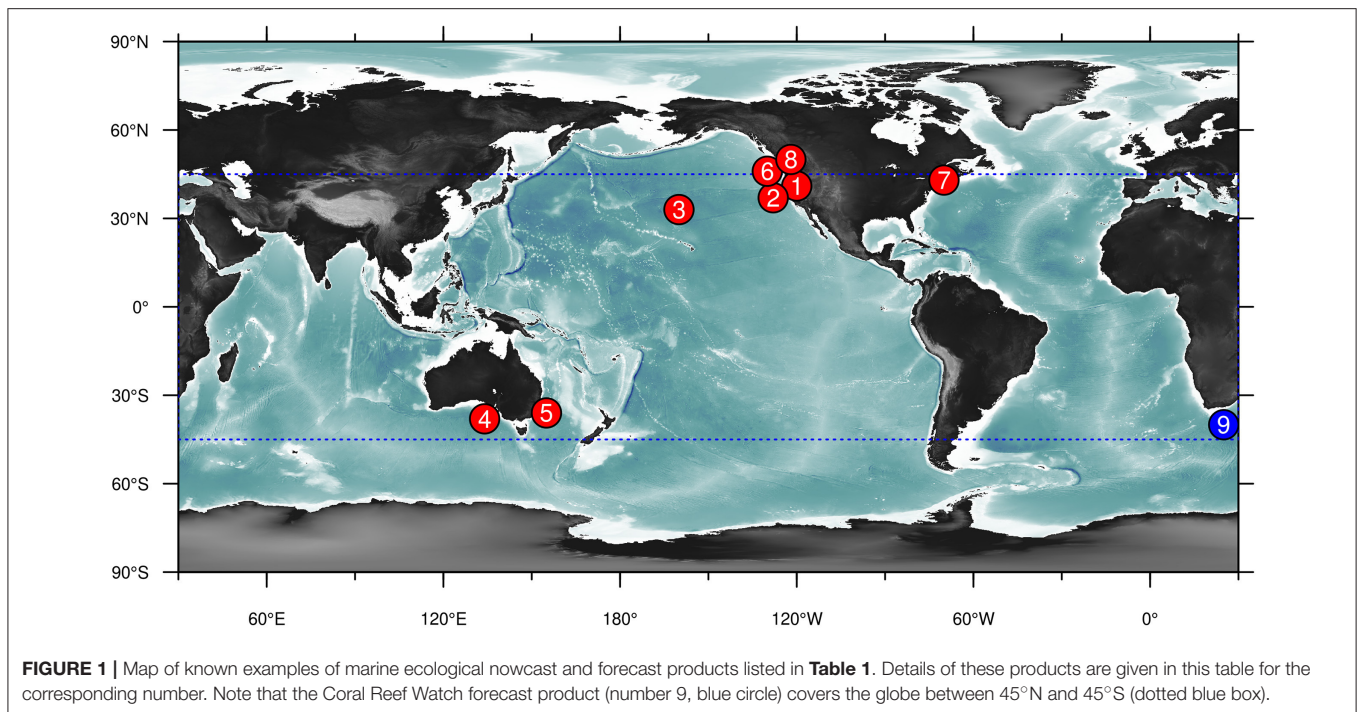 90°N
60°N
30°N
0°
30°S
60°S
90°S
8
6
1
7
2
3
5
4
9
60°E 120°E 180° 120°W 60°W 0°
FIGURE 1 | Map of known examples of marine ecological nowcast and forecast products listed in Table 1. Details of these products are given in this table for the
corresponding number. Note that the Coral Reef Watch forecast product (number 9, blue circle) covers the globe between 45°N and 45°S (dotted blue box).